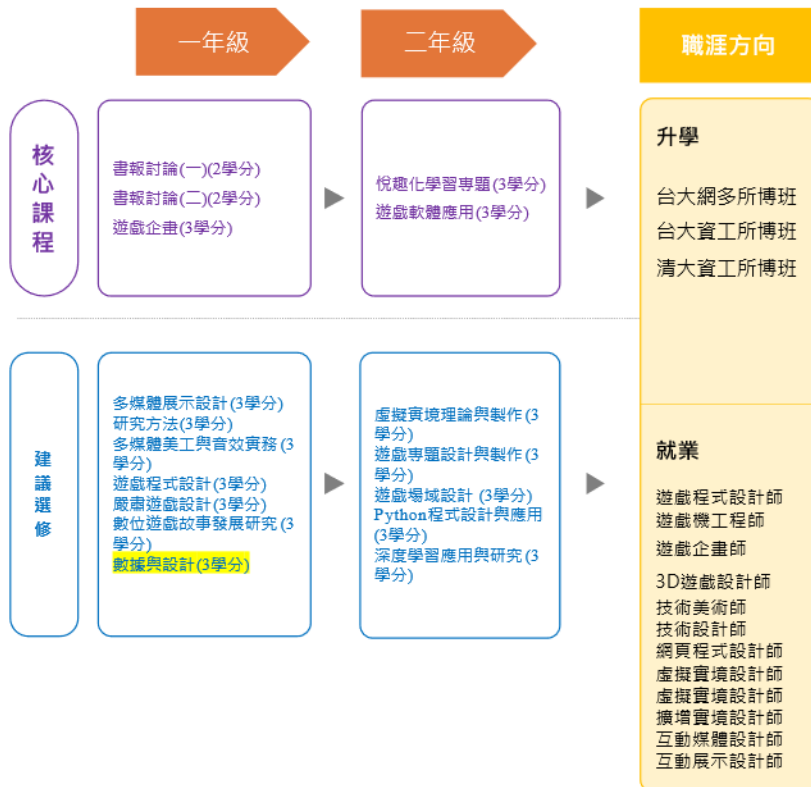 一年級
二年級
職涯方向
核心課程
書報討論(一)(2學分)
書報討論(二)(2學分)
遊戲企畫(3學分)
悅趣化學習專題(3學分)
遊戲軟體應用(3學分)
升學
台大網多所博班
台大資工所博班
清大資工所博班
建議選修
多媒體展示設計(3學分)
研究方法(3學分)
多媒體美工與音效實務(3
學分)
遊戲程式設計(3學分)
嚴肅遊戲設計(3學分)
數位遊戲故事發展研究(3
學分)
數據與設計(3學分)
虛擬實境理論與製作(3
學分)
遊戲專題設計與製作(3
學分)
遊戲場域設計 (3學分)
Python程式設計與應用
(3學分)
深度學習應用與研究(3
學分)
就業
遊戲程式設計師
遊戲機工程師
遊戲企畫師
3D遊戲設計師
技術美術師
技術設計師
網頁程式設計師
虛擬實境設計師
虛擬實境設計師
擴增實境設計師
互動媒體設計師
互動展示設計師